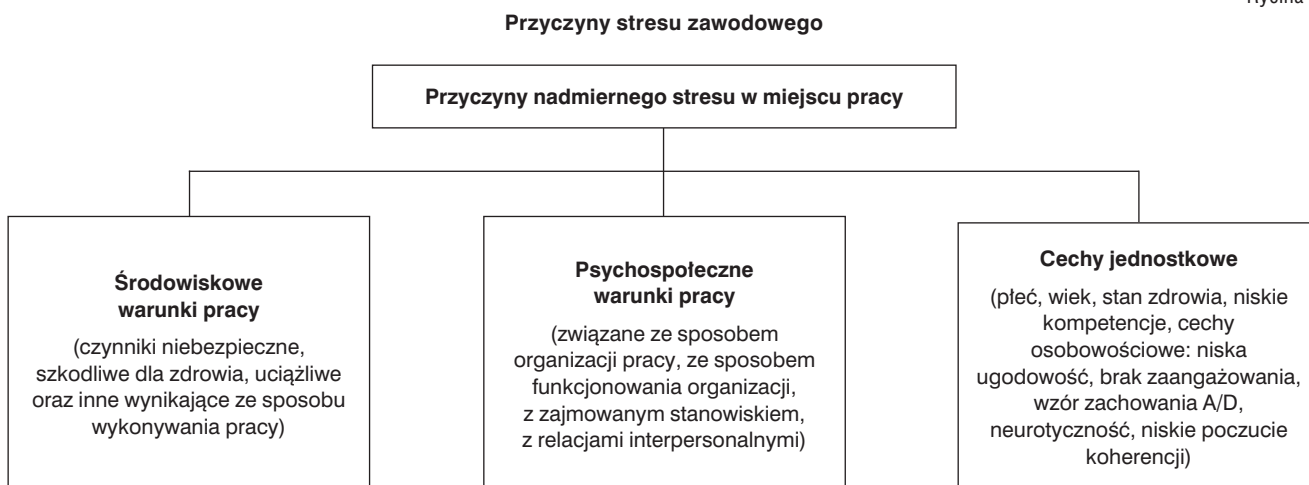 Przyczyny stresu zawodowego
Przyczyny nadmiernego stresu w miejscu pracy
Środowiskowe
warunki pracy
(czynniki niebezpieczne,
szkodliwe dla zdrowia, uciążliwe
oraz inne wynikające ze sposobu
wykonywania pracy)
Psychospołeczne
warunki pracy
(związane ze sposobem
organizacji pracy, ze sposobem
funkcjonowania organizacji,
z zajmowanym stanowiskiem,
z relacjami interpersonalnymi)
Cechy jednostkowe
(płeć, wiek, stan zdrowia, niskie
kompetencje, cechy
osobowościowe: niska
ugodowość, brak zaangażowania,
wzór zachowania A/D,
neurotyczność, niskie poczucie
koherencji)